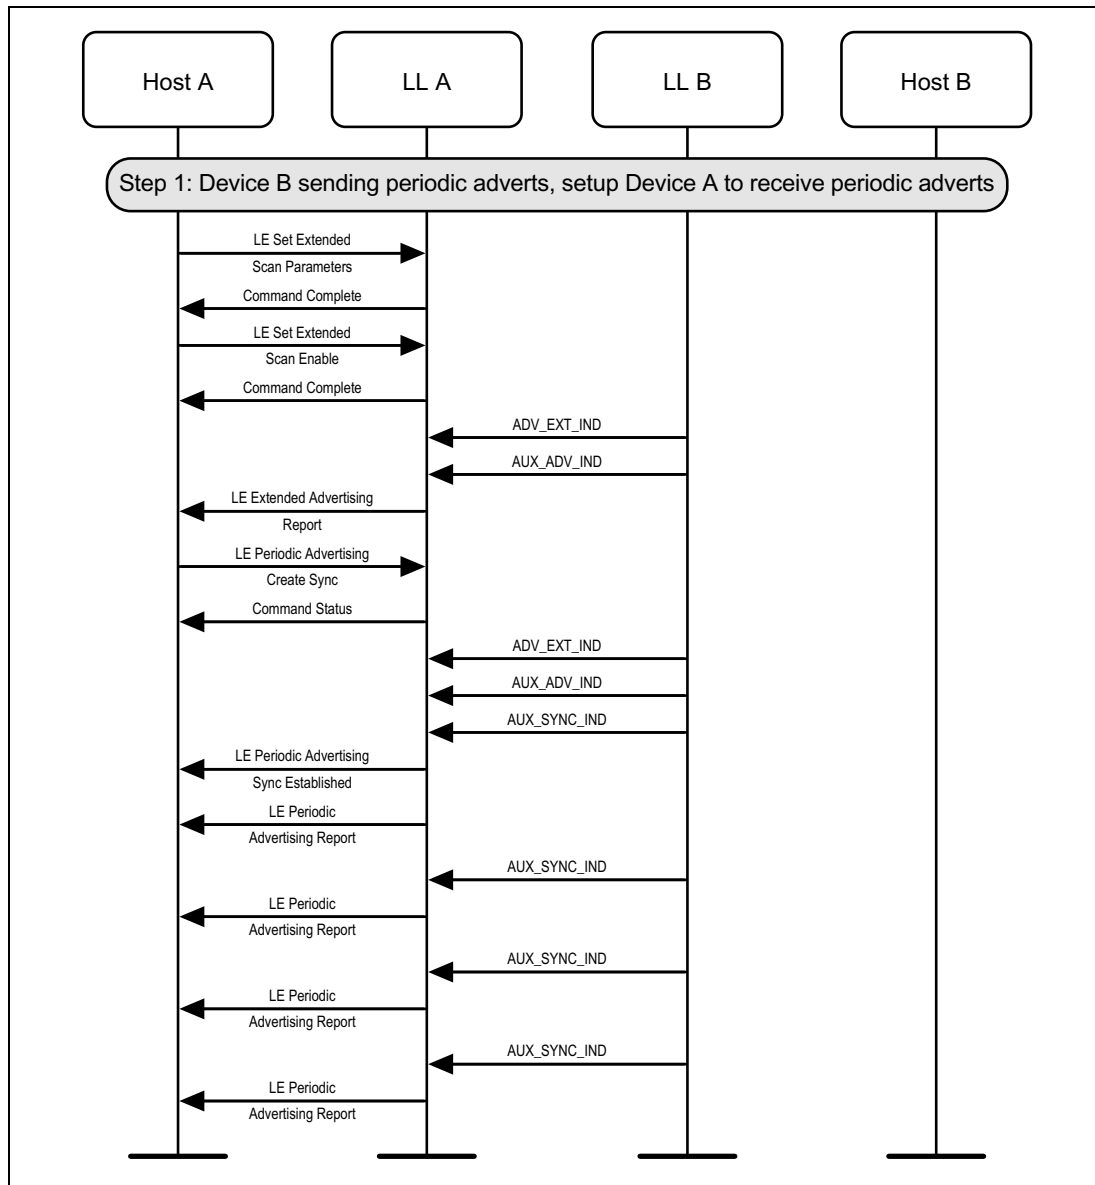 Host A
LL A
LL B
Host B
Step 1: Device B sending periodic adverts, setup Device A to receive periodic adverts
LE Set Extended
Scan Parameters
Command Complete
LE Set Extended
Scan Enable
Command Complete
ADV_EXT_IND
AUX_ADV_IND
LE Extended Advertising
Report
LE Periodic Advertising
Create Sync
Command Status
ADV_EXT_IND
AUX_ADV_IND
AUX_SYNC_IND
LE Periodic Advertising
Sync Established
LE Periodic
Advertising Report
AUX_SYNC_IND
LE Periodic
Advertising Report
AUX_SYNC_IND
LE Periodic
Advertising Report
AUX_SYNC_IND
LE Periodic
Advertising Report